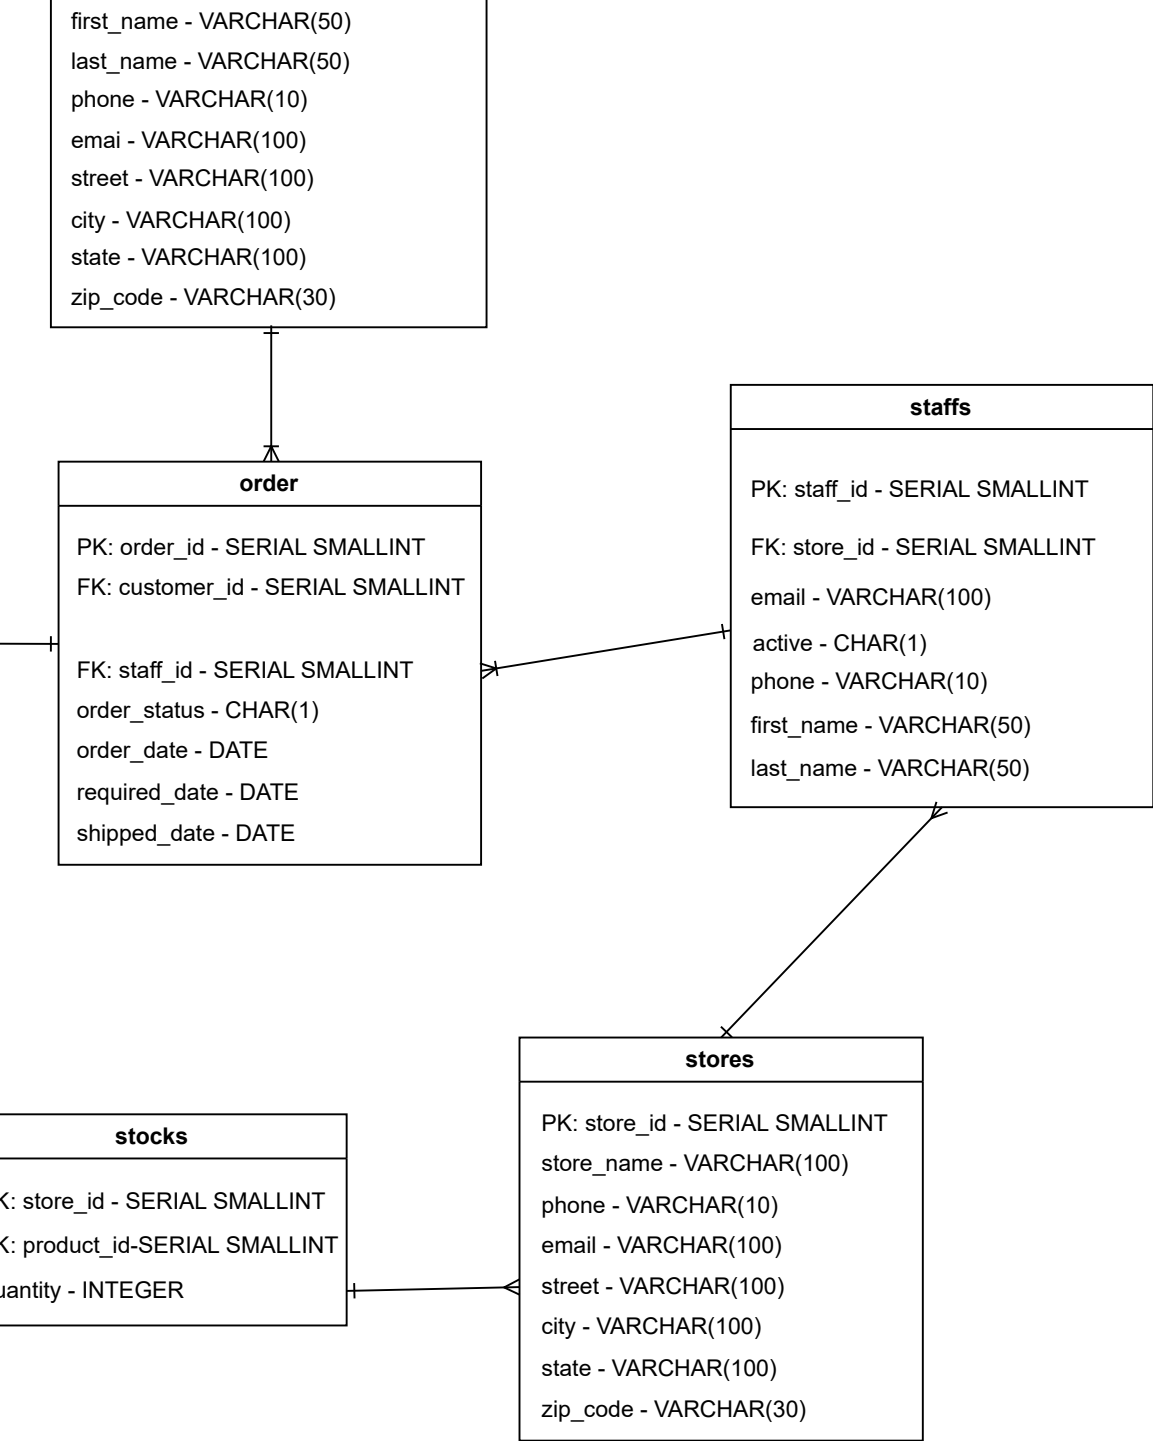 first_name - VARCHAR(50)
last_name - VARCHAR(50)
phone - VARCHAR(10)
emai - VARCHAR(100)
street - VARCHAR(100)
city - VARCHAR(100)
state - VARCHAR(100)
zip_code - VARCHAR(30)
order
PK: order_id - SERIAL SMALLINT
FK: customer_id - SERIAL SMALLINT
FK: staff_id - SERIAL SMALLINT
order_status - CHAR(1)
order_date - DATE
required_date - DATE
shipped_date - DATE
staffs
PK: staff_id - SERIAL SMALLINT
FK: store_id - SERIAL SMALLINT
email - VARCHAR(100)
active - CHAR(1)
phone - VARCHAR(10)
first_name - VARCHAR(50)
last_name - VARCHAR(50)
stocks
K: store_id - SERIAL SMALLINT
K: product_id-SERIAL SMALLINT
uantity - INTEGER
stores
PK: store_id - SERIAL SMALLINT
store_name - VARCHAR(100)
phone - VARCHAR(10)
email - VARCHAR(100)
street - VARCHAR(100)
city - VARCHAR(100)
state - VARCHAR(100)
zip_code - VARCHAR(30)